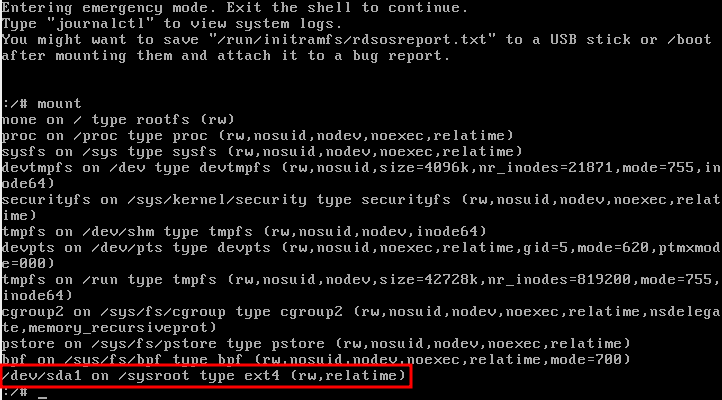 Entering emergency mode. Exit the shell to continue.
Type "journalctl" to view system logs.
You might want to save "/run/initramfs/rdsosreport.txt" to a USB stick or /boot
after mounting them and attach it to a bug report.
:/# mount
none on / type rootfs (rw)
proc on /proc type proc (rw,nosuid,nodev,noexec,relatime)
sysfs on /sys type sysfs (rw,nosuid,nodev,noexec,relatime)
devtmpfs on /dev type devtmpfs (rw,nosuid,size=4096k,nr_inodes=21871,mode=755,in
ode64)
securityfs on /sys/kernel/security type securityfs (rw,nosuid,nodev,noexec,relat
ime)
tmpfs on /dev/shm type tmpfs (rw,nosuid,nodev,inode64)
devpts on /dev/pts type devpts (rw,nosuid,noexec,relatime,gid=5,mode=620,ptmxmod
e=000)
tmpfs on /run type tmpfs (rw,nosuid,nodev,size=42728k,nr_inodes=819200,mode=755,
inode64)
cgroup2 on /sys/fs/cgroup type cgroup2 (rw,nosuid,nodev,noexec,relatime,nsdelega
te,memory_recursiveprot)
pstore on /sys/fs/pstore type pstore (rw,nosuid,nodev,noexec,relatime)
bpf on /sys/fs/bpf type bpf (rw,nosuid,nodev,noexec,relatime,mode=700)
/dev/sda1 on /sysroot type ext4 (rw,relatime)
:/# _